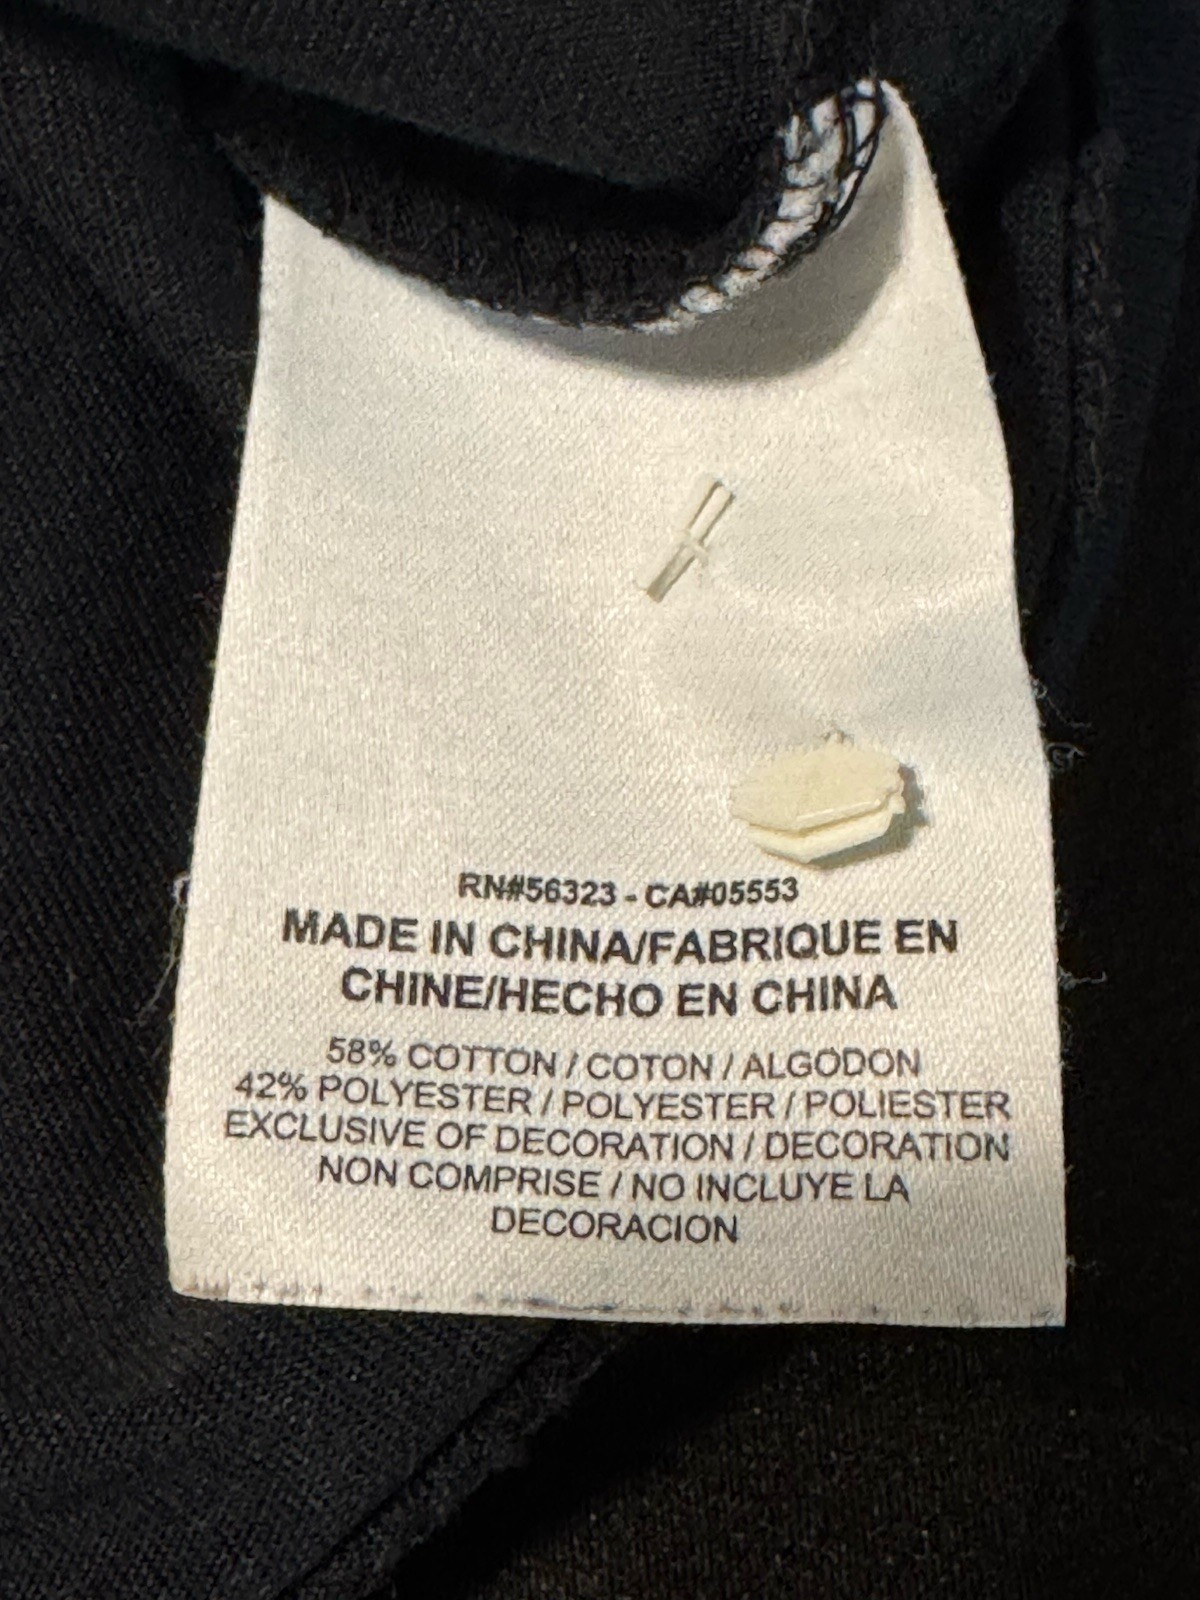 RN#56323 - CA#05553
MADE IN CHINA/FABRIQUE EN
CHINE/HECHO EN CHINA
58% COTTON / COTON / ALGODON
42% POLYESTER / POLYESTER / POLIESTER
EXCLUSIVE OF DECORATION / DECORATION
NON COMPRISE / NO INCLUYE LA
DECORACION